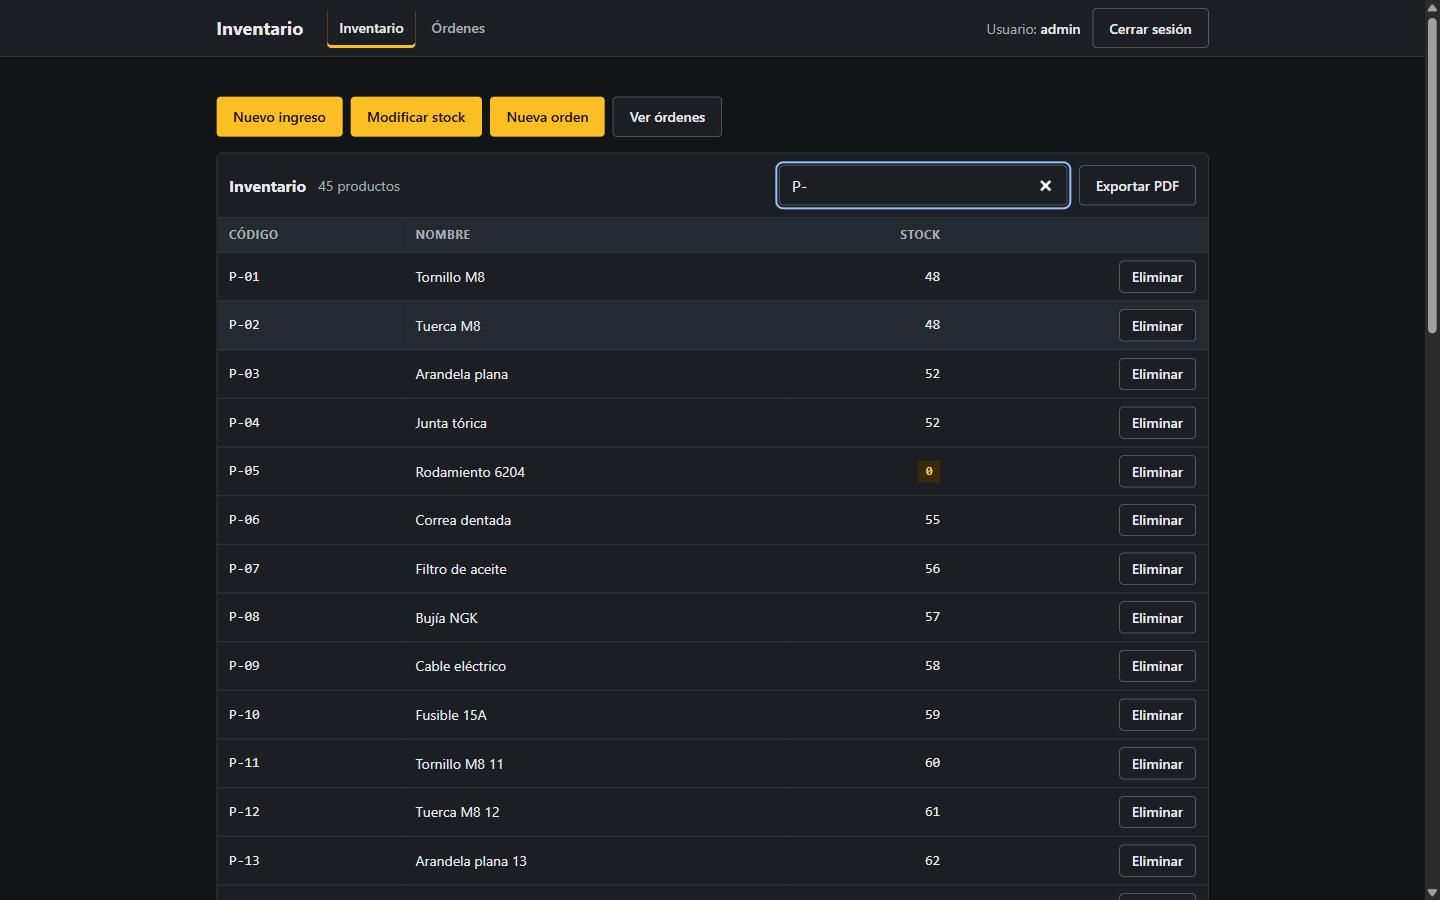 Inventario Inventario Órdenes Usuario: admin Cerrar sesión
Nuevo ingreso Modificar stock Nueva orden Ver órdenes
Inventario 45 productos P- Exportar PDF
CÓDIGO NOMBRE STOCK
P-01 Tornillo M8 48 Eliminar
P-02 Tuerca M8 48 Eliminar
P-03 Arandela plana 52 Eliminar
P-04 Junta tórica 52 Eliminar
P-05 Rodamiento 6204 0 Eliminar
P-06 Correa dentada 55 Eliminar
P-07 Filtro de aceite 56 Eliminar
P-08 Bujía NGK 57 Eliminar
P-09 Cable eléctrico 58 Eliminar
P-10 Fusible 15A 59 Eliminar
P-11 Tornillo M8 11 60 Eliminar
P-12 Tuerca M8 12 61 Eliminar
P-13 Arandela plana 13 62 Eliminar